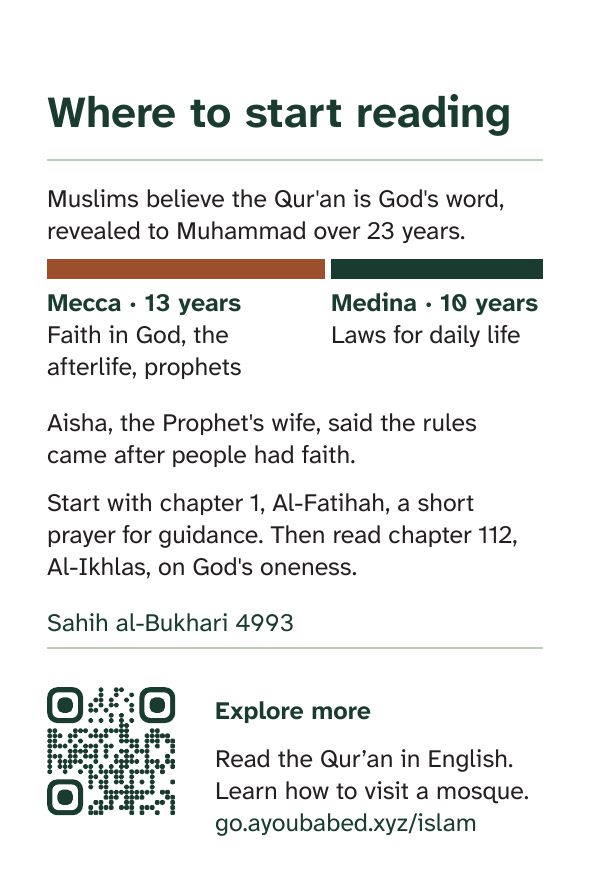 Where to start reading
Muslims believe the Qur'an is God's word,
revealed to Muhammad over 23 years.
Mecca · 13 years
Faith in God, the
afterlife, prophets
Medina · 10 years
Laws for daily life
Aisha, the Prophet's wife, said the rules
came after people had faith.
Start with chapter 1, Al-Fatihah, a short
prayer for guidance. Then read chapter 112,
Al-Ikhlas, on God's oneness.
Sahih al-Bukhari 4993
Explore more
Read the Qur’an in English.
Learn how to visit a mosque.
go.ayoubabed.xyz/islam